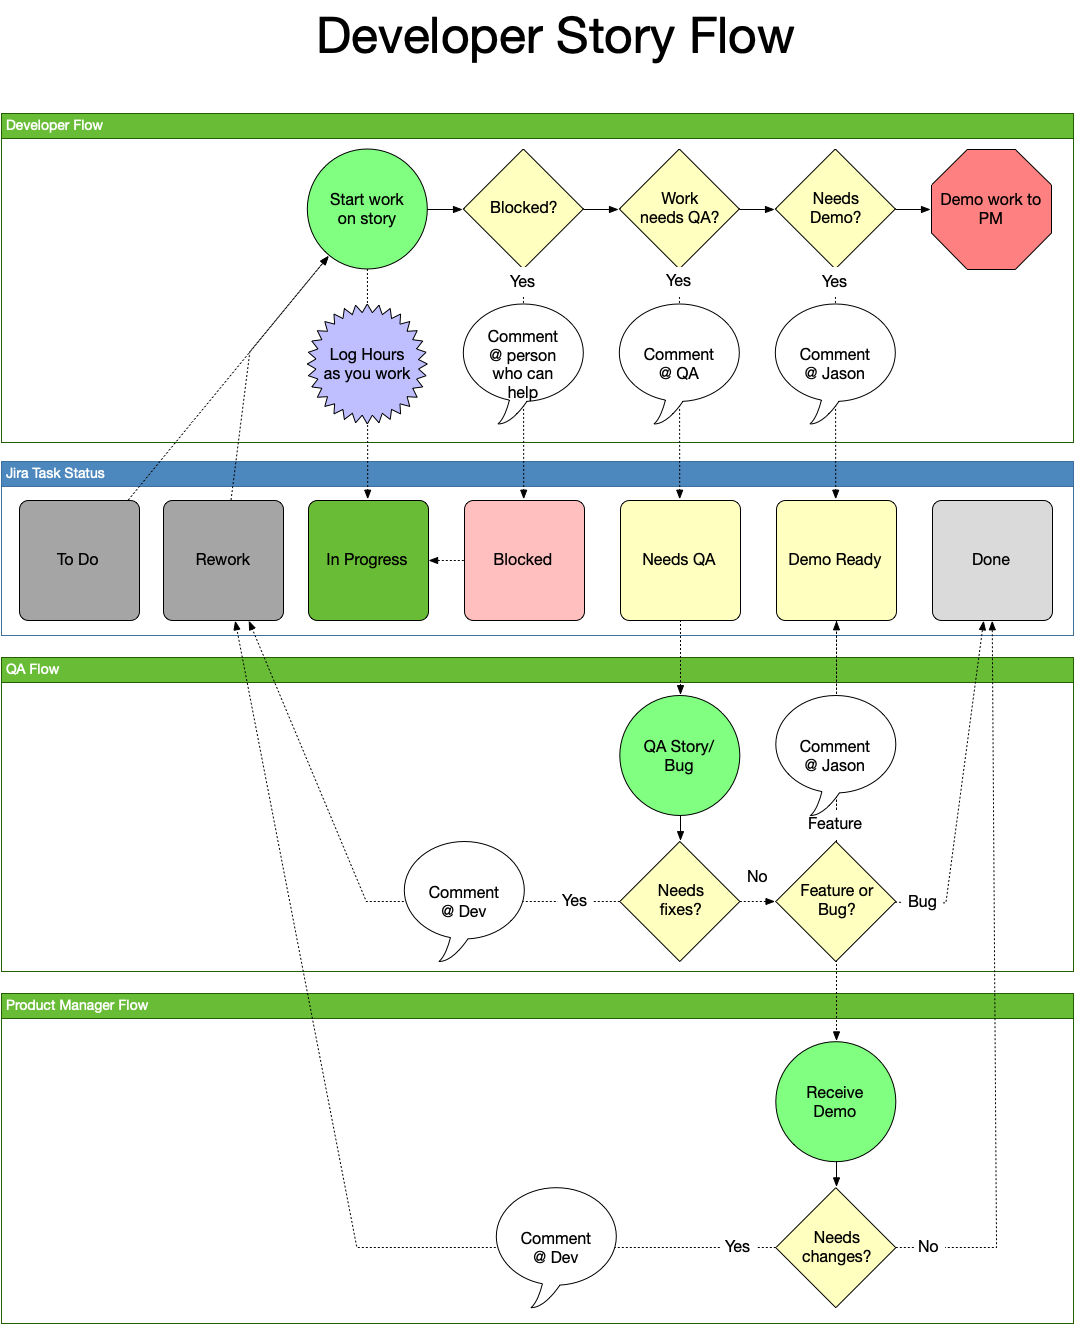 Developer Story Flow
Developer Flow
Start work
on story
Blocked?
Work
needs QA?
Needs
Demo?
Demo work to
PM
Yes
Yes
Yes
Log Hours
as you work
Comment
@ person
who can
help
Comment
@ QA
Comment
@ Jason
Jira Task Status
To Do
Rework
In Progress
Blocked
Needs QA
Demo Ready
Done
QA Flow
QA Story/
Bug
Comment
@ Jason
Feature
Comment
@ Dev
Yes
Needs
fixes?
No
Feature or
Bug?
Bug
Product Manager Flow
Receive
Demo
Comment
@ Dev
Yes
Needs
changes?
No